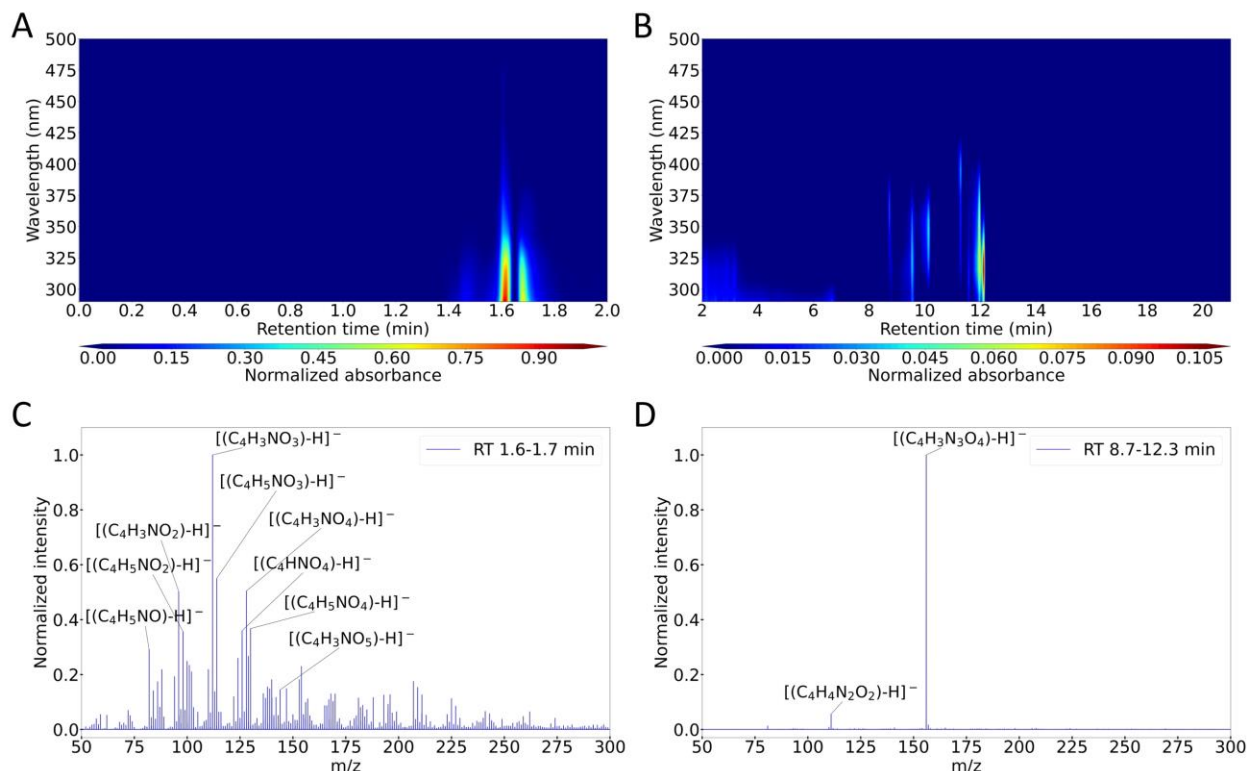 A
B
500
475
450
425
400
375
350
325
300
Wavelength (nm)
0.0 0.2 0.4 0.6 0.8 1.0 1.2 1.4 1.6 1.8 2.0
Retention time (min)
0.00 0.15 0.30 0.45 0.60 0.75 0.90
Normalized absorbance
500
475
450
425
400
375
350
325
300
Wavelength (nm)
2 4 6 8 10 12 14 16 18 20
Retention time (min)
0.000 0.015 0.030 0.045 0.060 0.075 0.090 0.105
Normalized absorbance
C
D
[(C₄H₃NO₃)-H]⁻
RT 1.6-1.7 min
[(C₄H₅NO₃)-H]⁻
[(C₄H₃NO₄)-H]⁻
[(C₄H₃NO₂)-H]⁻
[(C₄HNO₄)-H]⁻
[(C₄H₅NO₂)-H]⁻
[(C₄H₅NO₄)-H]⁻
[(C₄H₅NO)-H]⁻
[(C₄H₃NO₅)-H]⁻
1.0
0.8
0.6
0.4
0.2
0.0
Normalized intensity
50 75 100 125 150 175 200 225 250 275 300
m/z
[(C₄H₃N₃O₄)-H]⁻
RT 8.7-12.3 min
[(C₄H₄N₂O₂)-H]⁻
1.0
0.8
0.6
0.4
0.2
0.0
Normalized intensity
50 75 100 125 150 175 200 225 250 275 300
m/z